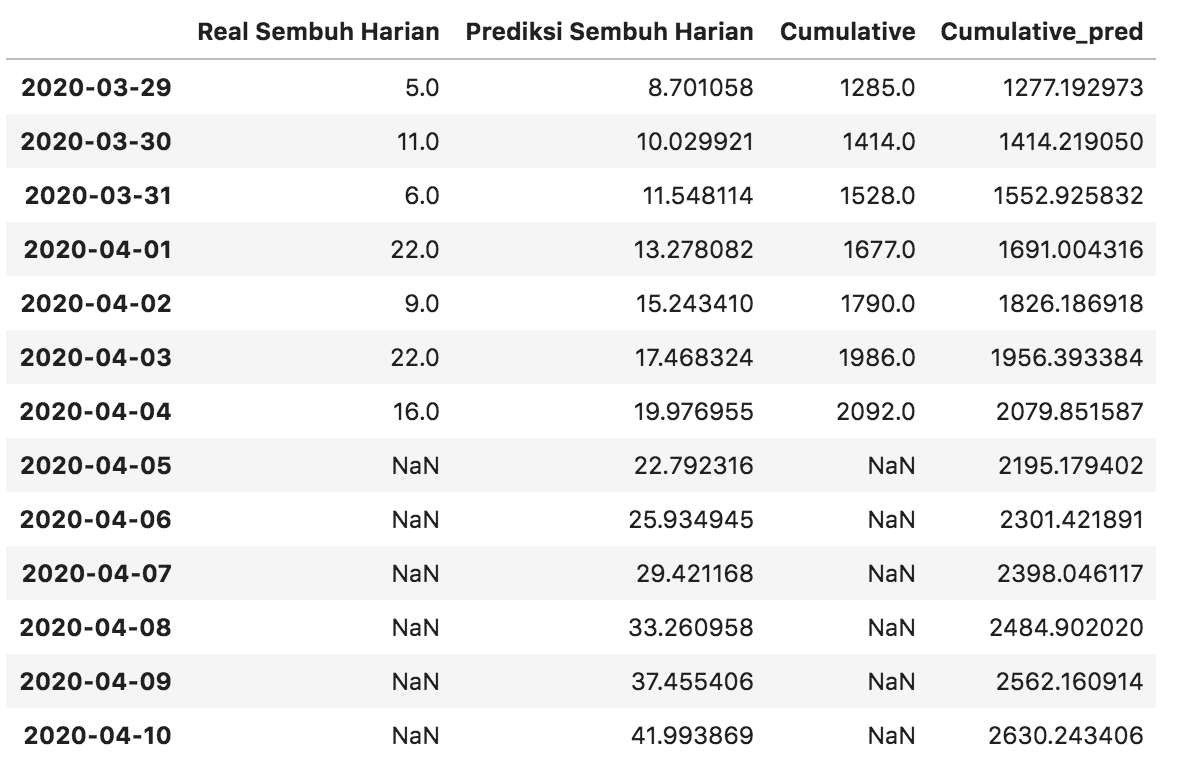 Real Sembuh Harian Prediksi Sembuh Harian Cumulative Cumulative_pred
2020-03-29 5.0 8.701058 1285.0 1277.192973
2020-03-30 11.0 10.029921 1414.0 1414.219050
2020-03-31 6.0 11.548114 1528.0 1552.925832
2020-04-01 22.0 13.278082 1677.0 1691.004316
2020-04-02 9.0 15.243410 1790.0 1826.186918
2020-04-03 22.0 17.468324 1986.0 1956.393384
2020-04-04 16.0 19.976955 2092.0 2079.851587
2020-04-05 NaN 22.792316 NaN 2195.179402
2020-04-06 NaN 25.934945 NaN 2301.421891
2020-04-07 NaN 29.421168 NaN 2398.046117
2020-04-08 NaN 33.260958 NaN 2484.902020
2020-04-09 NaN 37.455406 NaN 2562.160914
2020-04-10 NaN 41.993869 NaN 2630.243406